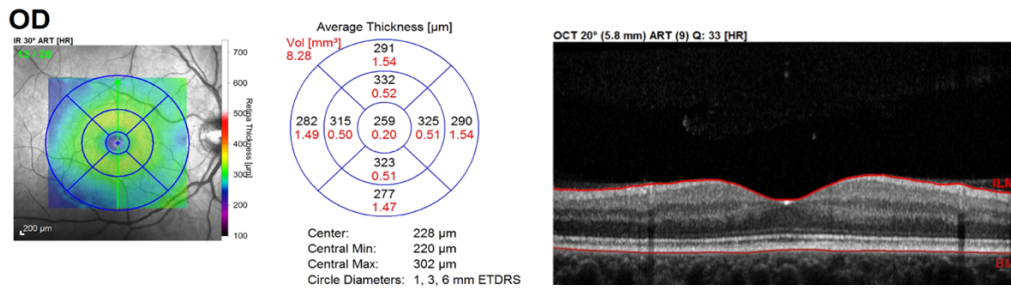 OD
IR 30° ART [HR]
740
700
600
500
400
300
200
100
Retina Thickness [µm]
200 µm
Average Thickness [µm]
Vol [mm³]
8.28
291
1.54
332
0.52
282 315 259 325 290
1.49 0.50 0.20 0.51 1.54
323
0.51
277
1.47
Center: 228 µm
Central Min: 220 µm
Central Max: 302 µm
Circle Diameters: 1, 3, 6 mm ETDRS
OCT 20° (5.8 mm) ART (9) Q: 33 [HR]
ILM
BM